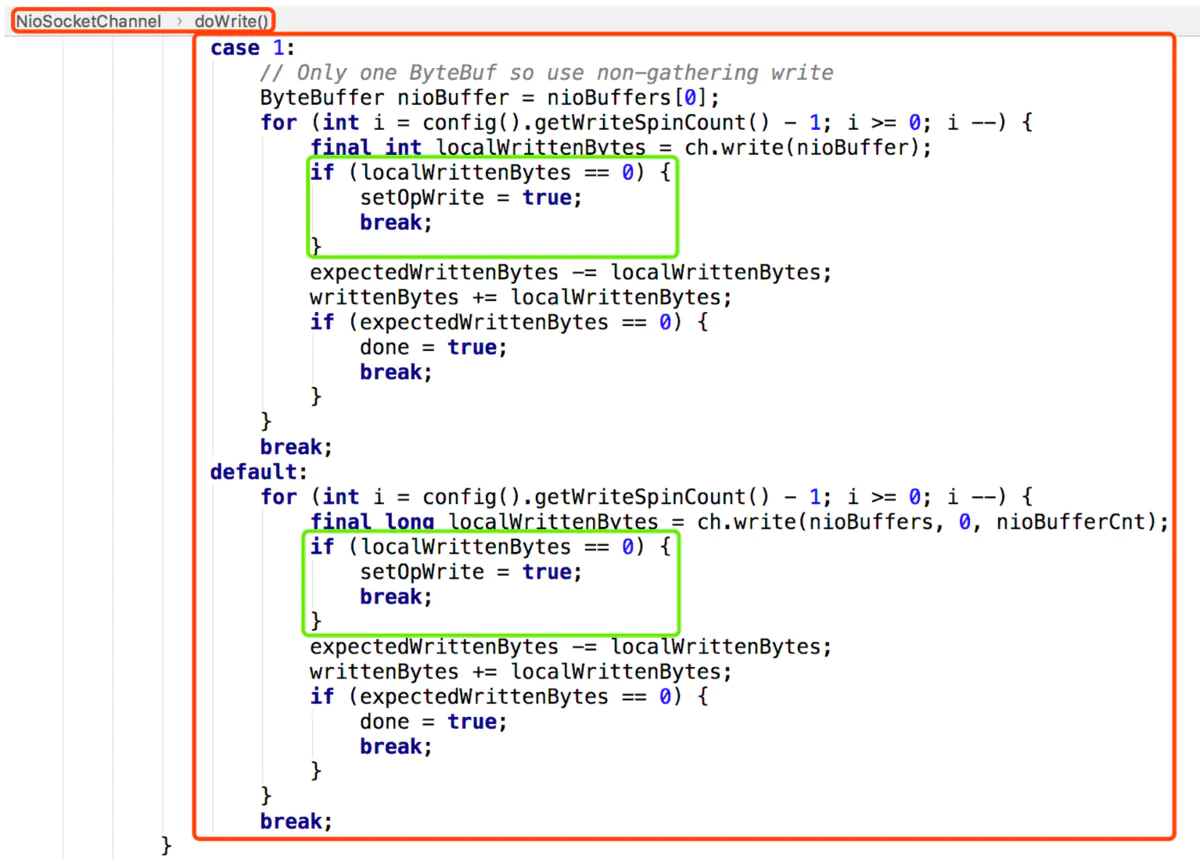 NioSocketChannel › doWrite()
case 1:
// Only one ByteBuf so use non-gathering write
ByteBuffer nioBuffer = nioBuffers[0];
for (int i = config().getWriteSpinCount() - 1; i >= 0; i --) {
final int localWrittenBytes = ch.write(nioBuffer);
if (localWrittenBytes == 0) {
setOpWrite = true;
break;
}
expectedWrittenBytes -= localWrittenBytes;
writtenBytes += localWrittenBytes;
if (expectedWrittenBytes == 0) {
done = true;
break;
}
}
break;
default:
for (int i = config().getWriteSpinCount() - 1; i >= 0; i --) {
final long localWrittenBytes = ch.write(nioBuffers, 0, nioBufferCnt);
if (localWrittenBytes == 0) {
setOpWrite = true;
break;
}
expectedWrittenBytes -= localWrittenBytes;
writtenBytes += localWrittenBytes;
if (expectedWrittenBytes == 0) {
done = true;
break;
}
}
break;
}